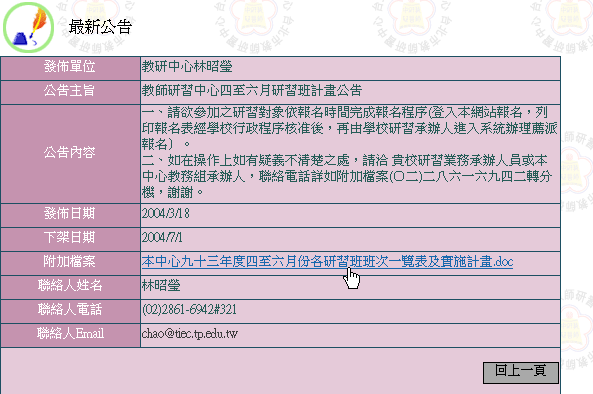 最新公告
發佈單位 教研中心林昭瑩
公告主旨 教師研習中心四至六月研習班計畫公告
公告內容 一、請欲參加之研習對象依報名時間完成報名程序(登入本網站報名，列
印報名表經學校行政程序核准後，再由學校研習承辦人進入系統辦理薦派
報名〕。
二、如在操作上如有疑義不清楚之處，請洽 貴校研習業務承辦人員或本
中心教務組承辦人，聯絡電話詳如附加檔案(○二)二八六一六九四二轉分
機，謝謝。
發佈日期 2004/3/18
下架日期 2004/7/1
附加檔案 本中心九十三年度四至六月份各研習班班次一覽表及實施計畫.doc
聯絡人姓名 林昭瑩
聯絡人電話 (02)2861-6942#321
聯絡人Email chao@tiec.tp.edu.tw
回上一頁